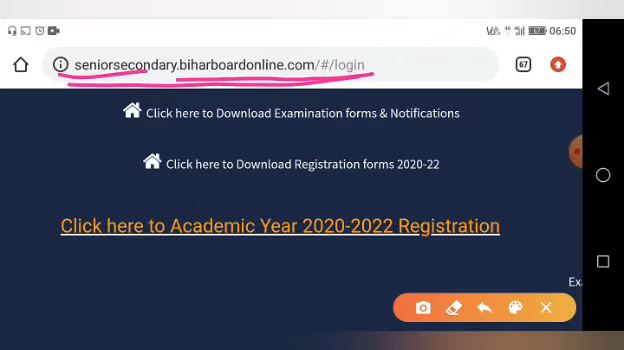 06:50
seniorsecondary.biharboardonline.com/#/login
67
Click here to Download Examination forms & Notifications
Click here to Download Registration forms 2020-22
Click here to Academic Year 2020-2022 Registration
Exa